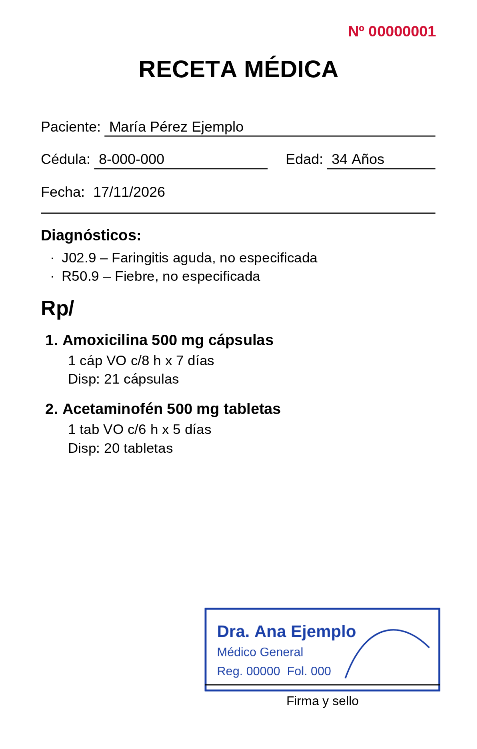 Nº 00000001
RECETA MÉDICA
Paciente: María Pérez Ejemplo
Cédula: 8-000-000 Edad: 34 Años
Fecha: 17/11/2026
Diagnósticos:
· J02.9 – Faringitis aguda, no especificada
· R50.9 – Fiebre, no especificada
Rp/
1. Amoxicilina 500 mg cápsulas
1 cáp VO c/8 h x 7 días
Disp: 21 cápsulas
2. Acetaminofén 500 mg tabletas
1 tab VO c/6 h x 5 días
Disp: 20 tabletas
Dra. Ana Ejemplo
Médico General
Reg. 00000 Fol. 000
Firma y sello